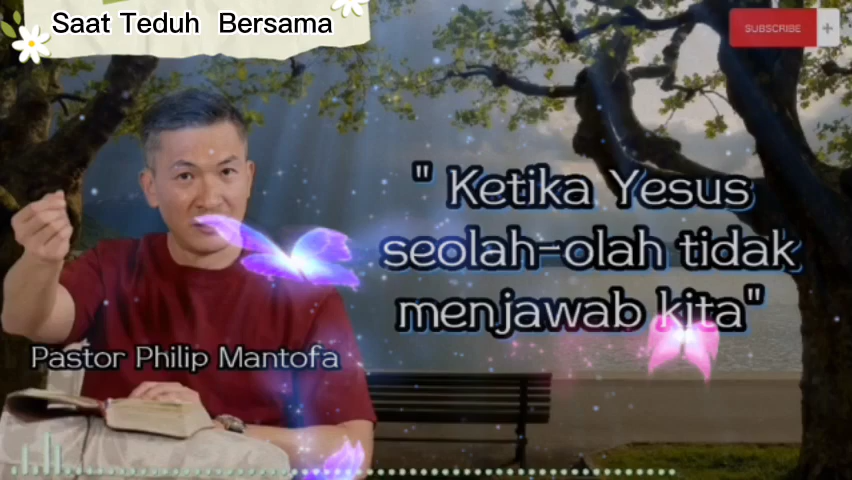 Saat Teduh Bersama
SUBSCRIBE
" Ketika Yesus
seolah-olah tidak
menjawab kita"
Pastor Philip Mantofa